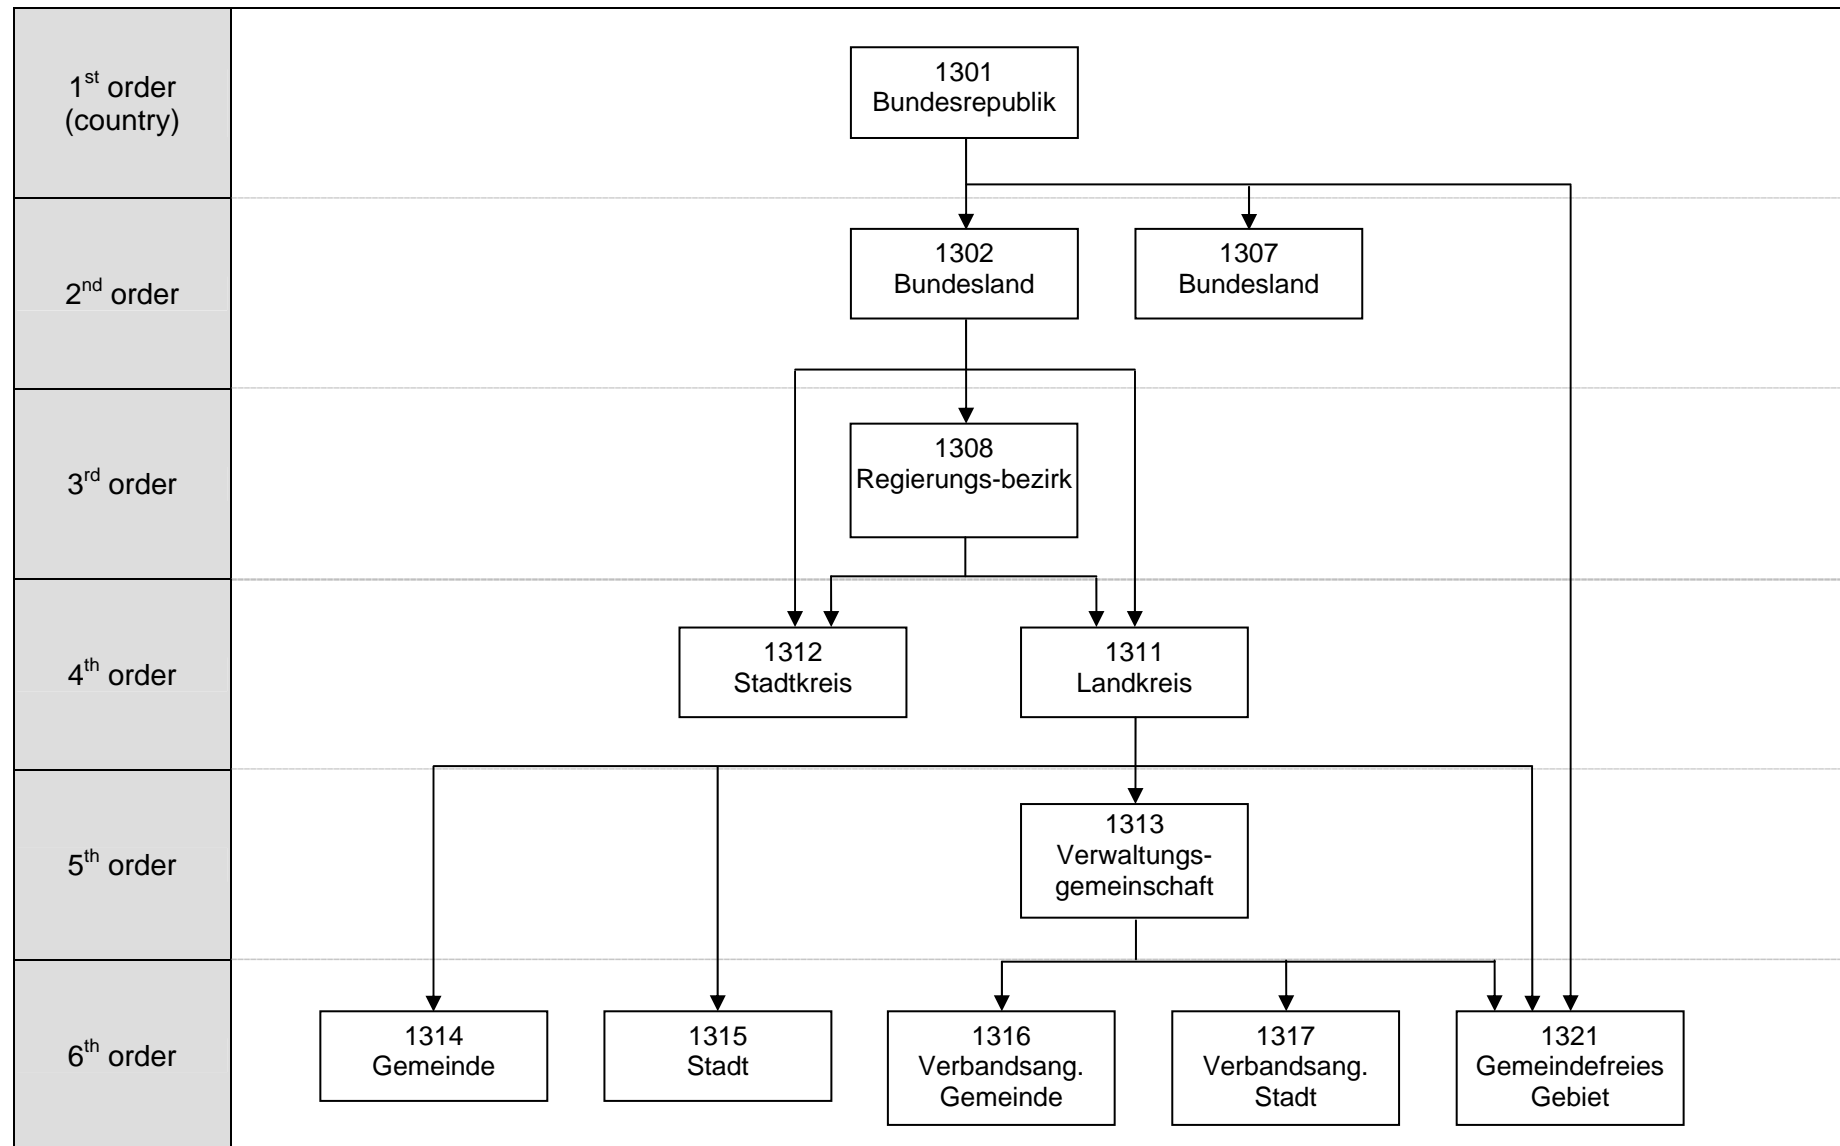 1st order
(country)
1301
Bundesrepublik
2nd order
1302
Bundesland
1307
Bundesland
3rd order
1308
Regierungs-bezirk
4th order
1312
Stadtkreis
1311
Landkreis
5th order
1313
Verwaltungs-
gemeinschaft
6th order
1314
Gemeinde
1315
Stadt
1316
Verbandsang.
Gemeinde
1317
Verbandsang.
Stadt
1321
Gemeindefreies
Gebiet